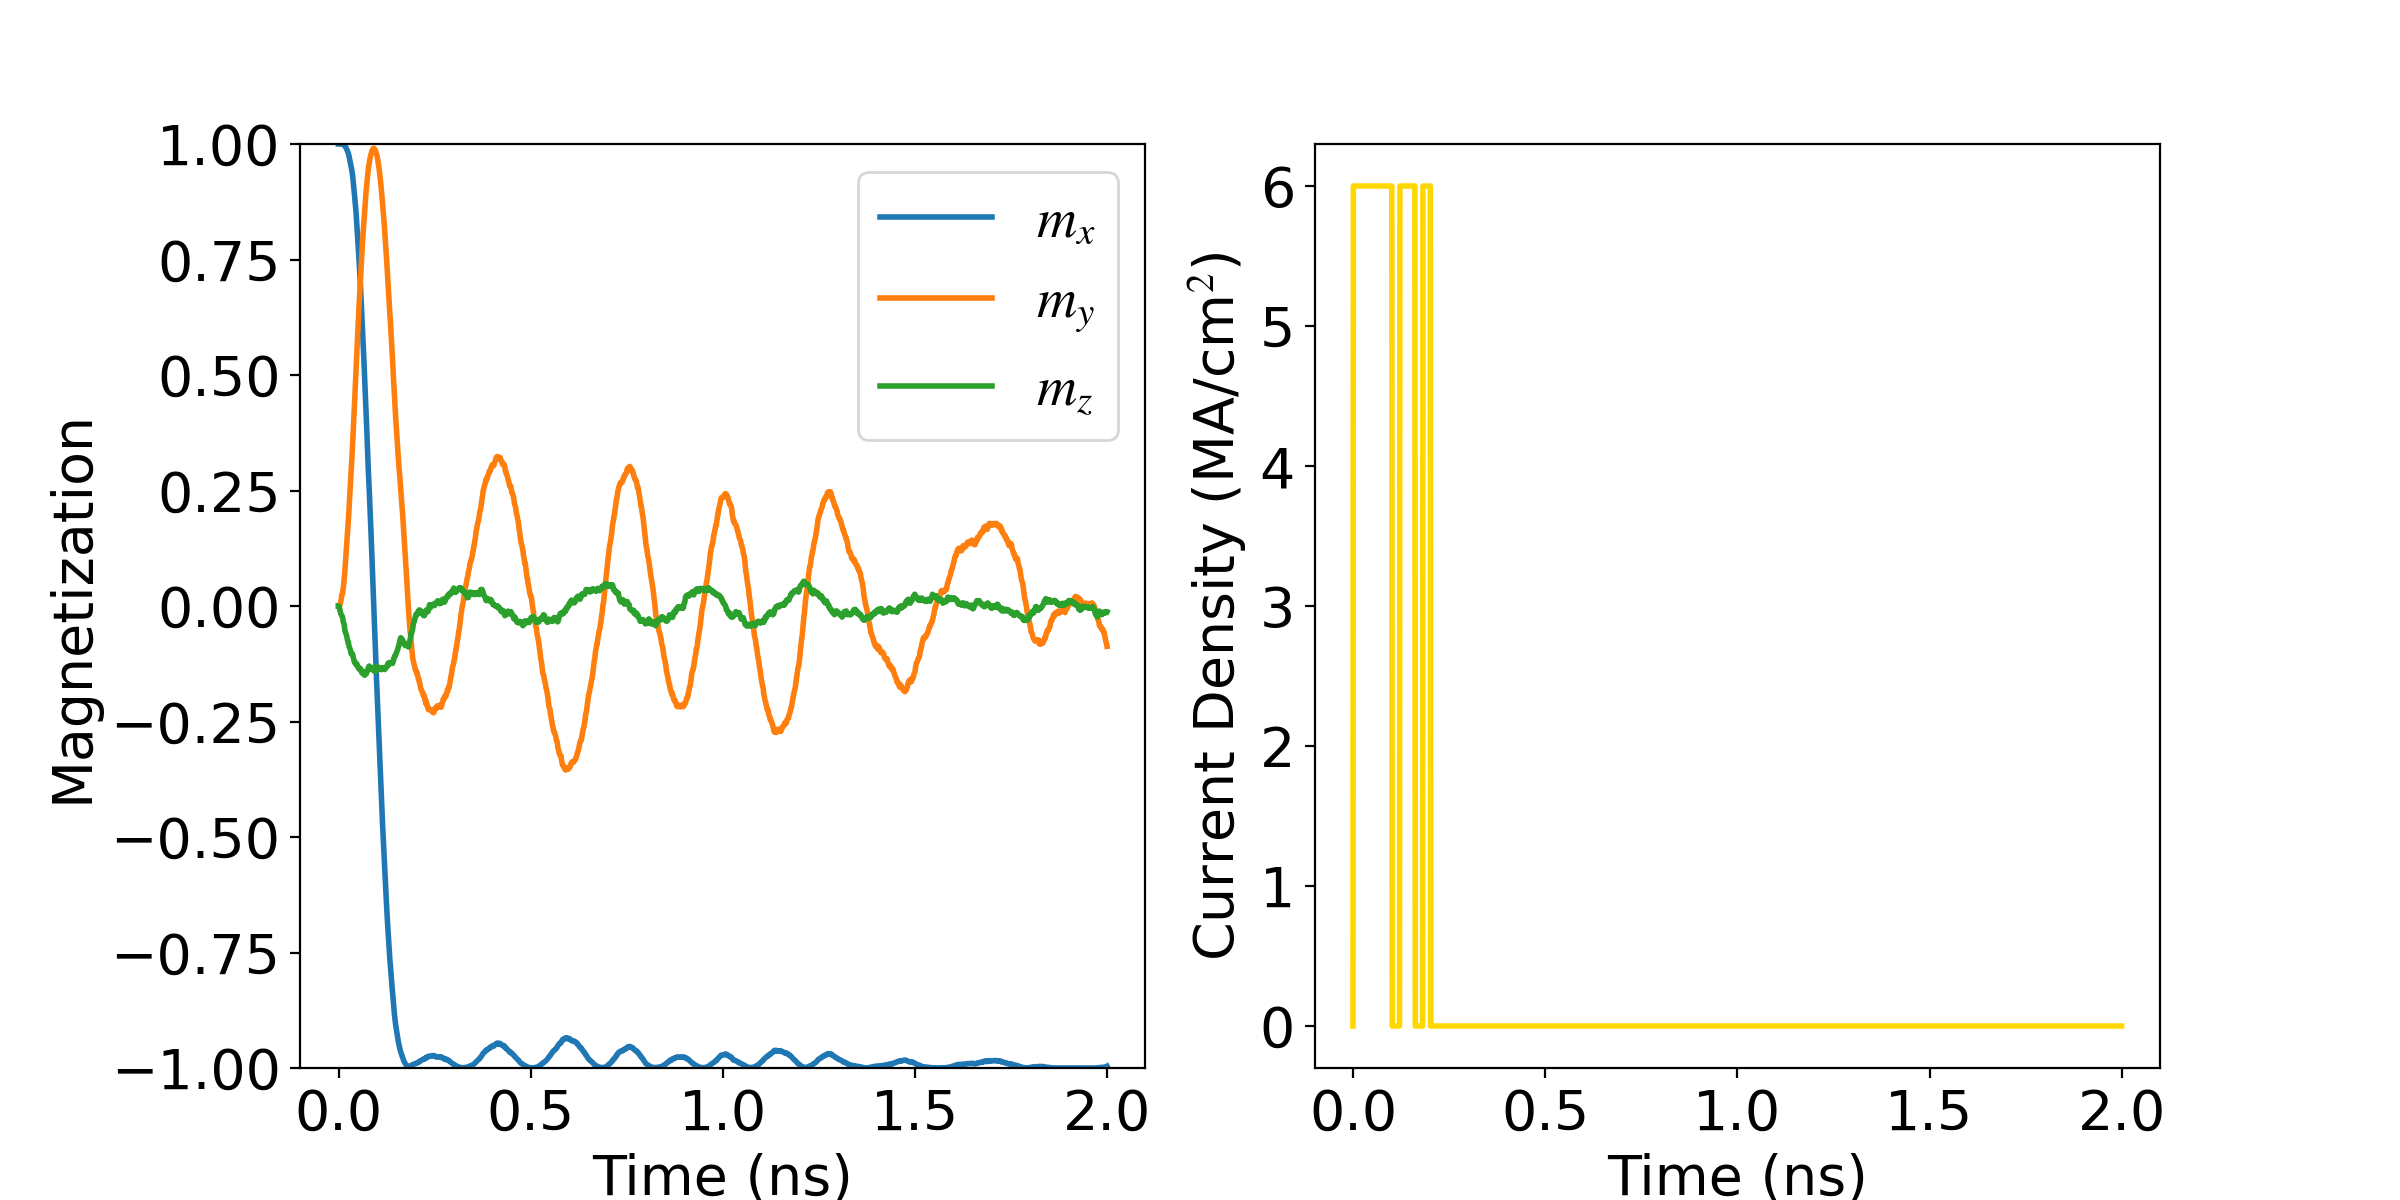 Magnetization
1.00
0.75
0.50
0.25
0.00
−0.25
−0.50
−0.75
−1.00
0.0 0.5 1.0 1.5 2.0
Time (ns)
m_x
m_y
m_z
Current Density (MA/cm²)
6
5
4
3
2
1
0
0.0 0.5 1.0 1.5 2.0
Time (ns)